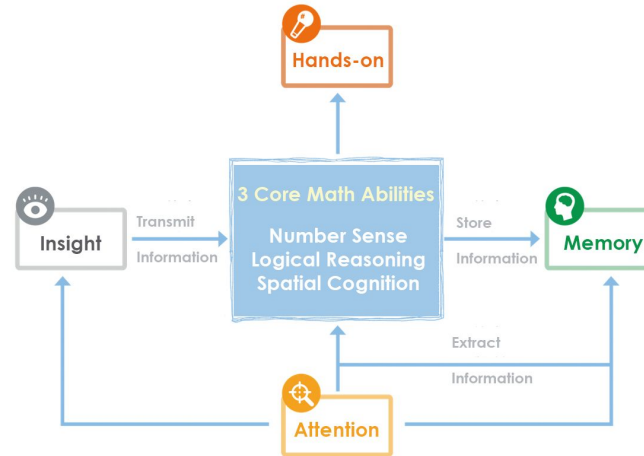 Hands-on
3 Core Math Abilities
Number Sense
Logical Reasoning
Spatial Cognition
Insight
Transmit
Information
Store
Information
Memory
Extract
Information
Attention